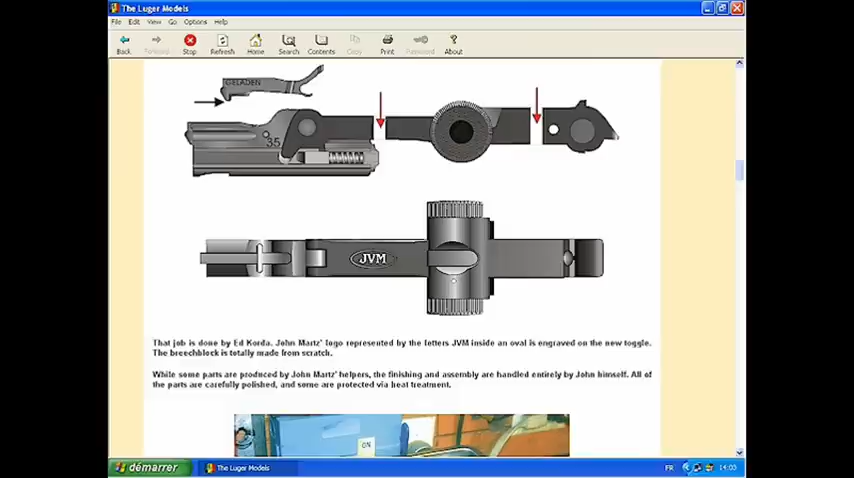 The Luger Models
File Edit View Go Options Help
Back Forward Stop Refresh Home Search Contents Copy Print Password About
GELADEN
35
JVM
That job is done by Ed Korda. John Martz' logo represented by the letters JVM inside an oval is engraved on the new toggle.
The breechblock is totally made from scratch.
While some parts are produced by John Martz' helpers, the finishing and assembly are handled entirely by John himself. All of
the parts are carefully polished, and some are protected via heat treatment.
ON
démarrer The Luger Models FR 14:03